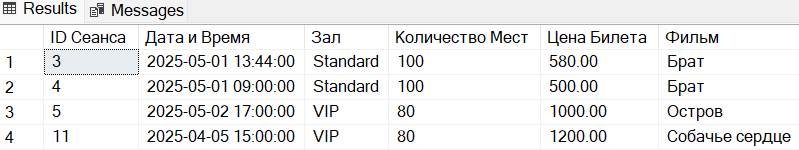 Results Messages
ID Сеанса Дата и Время Зал Количество Мест Цена Билета Фильм
1 3 2025-05-01 13:44:00 Standard 100 580.00 Брат
2 4 2025-05-01 09:00:00 Standard 100 500.00 Брат
3 5 2025-05-02 17:00:00 VIP 80 1000.00 Остров
4 11 2025-04-05 15:00:00 VIP 80 1200.00 Собачье сердце